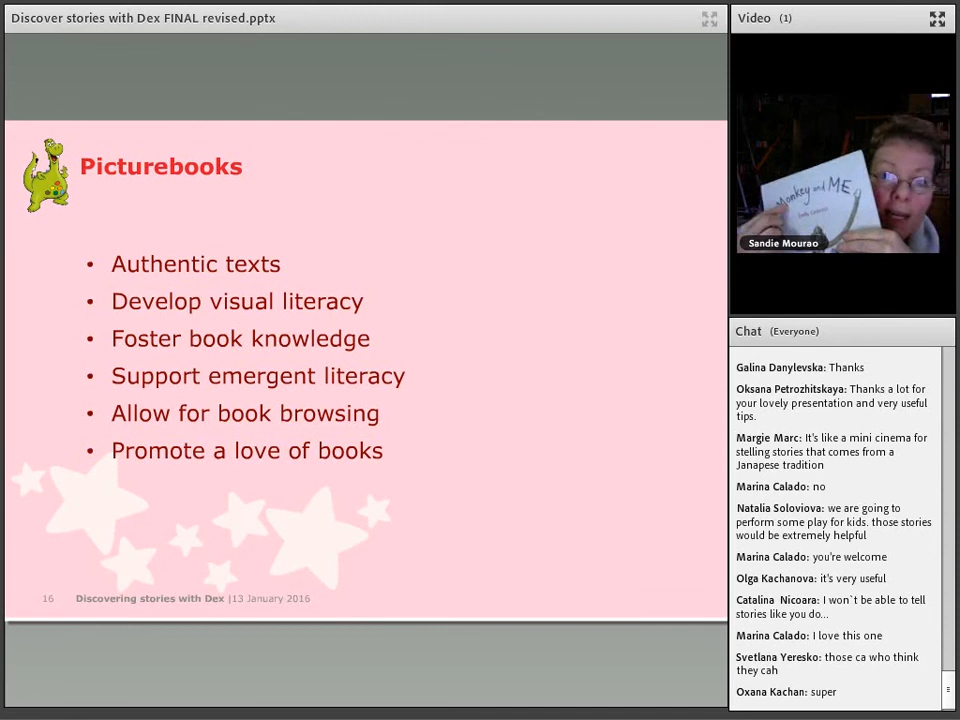 Discover stories with Dex FINAL revised.pptx
Picturebooks
• Authentic texts
• Develop visual literacy
• Foster book knowledge
• Support emergent literacy
• Allow for book browsing
• Promote a love of books
16 Discovering stories with Dex |13 January 2016
Video (1)
Monkey and ME
Sandie Mourao
Chat (Everyone)
Galina Danylevska: Thanks
Oksana Petrozhitskaya: Thanks a lot for
your lovely presentation and very useful
tips.
Margie Marc: It's like a mini cinema for
stelling stories that comes from a
Janapese tradition
Marina Calado: no
Natalia Soloviova: we are going to
perform some play for kids. those stories
would be extremely helpful
Marina Calado: you're welcome
Olga Kachanova: it's very useful
Catalina Nicoara: I won`t be able to tell
stories like you do...
Marina Calado: I love this one
Svetlana Yeresko: those ca who think
they cah
Oxana Kachan: super